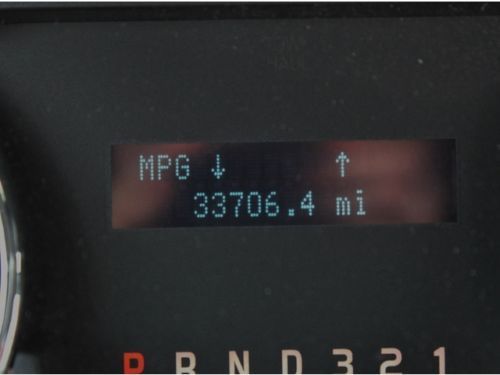 MPG ↓ ↑
33706.4 mi
P R N D 3 2 1